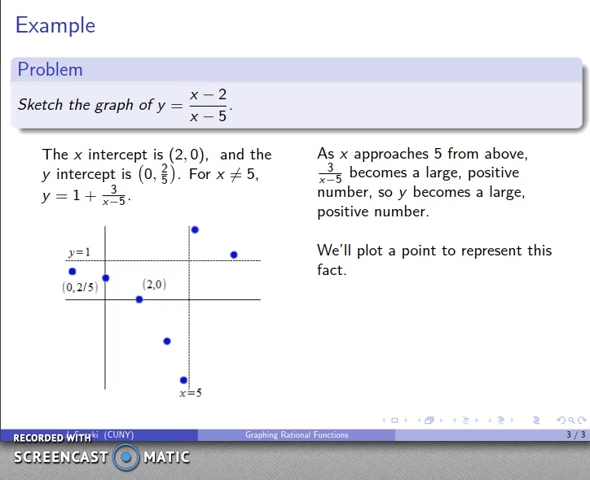 Example
Problem
Sketch the graph of y = (x − 2)/(x − 5).
The x intercept is (2, 0), and the
y intercept is (0, 2/5). For x ≠ 5,
y = 1 + 3/(x−5).
As x approaches 5 from above,
3/(x−5) becomes a large, positive
number, so y becomes a large,
positive number.
We'll plot a point to represent this
fact.
y=1
(0,2/5)
(2,0)
x=5
(CUNY)
Graphing Rational Functions
3 / 3
RECORDED WITH
SCREENCAST MATIC